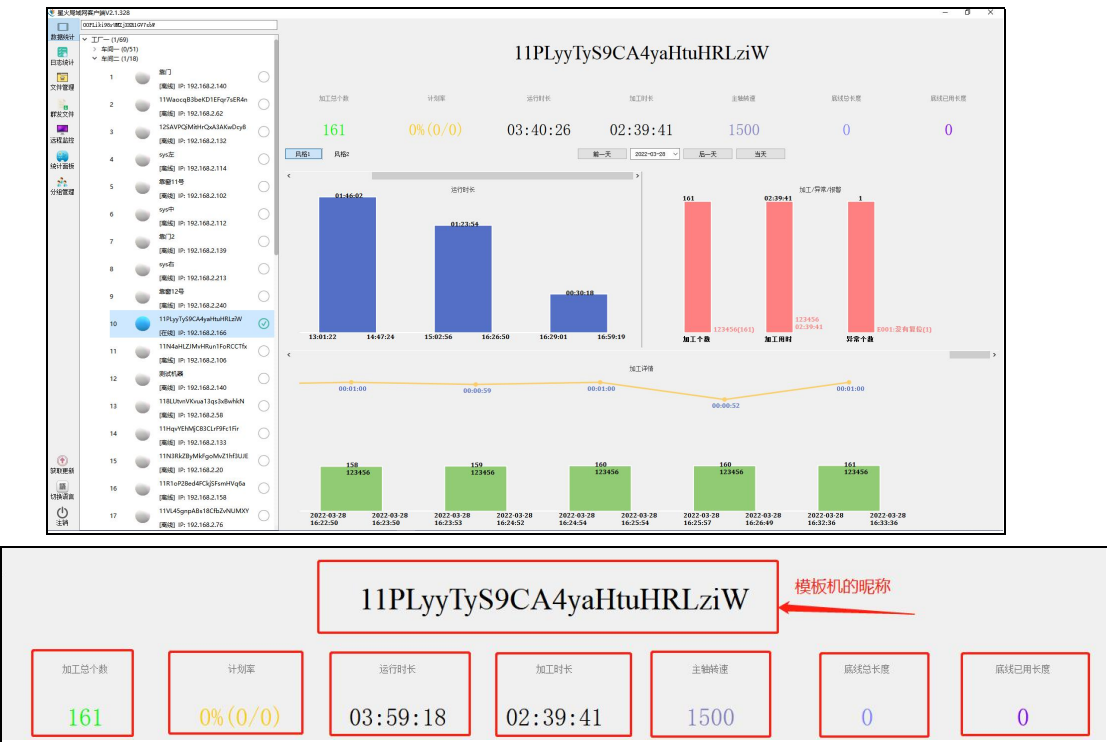 星火局域网客户端V2.1.328
数据统计
日志统计
文件管理
群发文件
远程监控
统计面板
分组管理
获取更新
切换语言
注销
工厂一 (1/69)
车间一 (0/51)
车间二 (1/18)
1 靠门
[离线] IP: 192.168.2.140
2 11WaocqB3beKD1EFqr7sER4n
[离线] IP: 192.168.2.62
3 12SAVPQiMitHrQxA3AKwDcyB
[离线] IP: 192.168.2.132
4 sys左
[离线] IP: 192.168.2.114
5 靠窗11号
[离线] IP: 192.168.2.102
6 sys中
[离线] IP: 192.168.2.112
7 靠门2
[离线] IP: 192.168.2.139
8 sys右
[离线] IP: 192.168.2.213
9 靠窗12号
[离线] IP: 192.168.2.240
10 11PLyyTyS9CA4yaHtuHRLziW
[在线] IP: 192.168.2.166
11 11N4aHLZJMvHRun1FoRCCTfx
[离线] IP: 192.168.2.106
12 测试机器
[离线] IP: 192.168.2.140
13 118LUtvnVKvua13qs3xBwhkN
[离线] IP: 192.168.2.58
14 11HqvYEhMjC83CLrF9Fc1Fir
[离线] IP: 192.168.2.133
15 11N3RkZByMkFgoMvZ1hf3UJE
[离线] IP: 192.168.2.20
16 11R1oP28ed4FCkjSFsmHVq6a
[离线] IP: 192.168.2.158
17 11VL45gnpABs18CfbZvNUMXY
[离线] IP: 192.168.2.76
11PLyyTyS9CA4yaHtuHRLziW
加工总个数 计划率 运行时长 加工时长 主轴转速 底线总长度 底线已用长度
161 0%(0/0) 03:40:26 02:39:41 1500 0 0
风格1 风格2 前一天 2022-03-28 后一天 当天
运行时长
01:46:02
01:23:54
00:30:18
13:01:22 14:47:24 15:02:56 16:26:50 16:29:01 16:59:19
加工/异常/报警
161 02:39:41 1
123456[161]
123456
02:39:41
E001:没有复位[1]
加工个数 加工用时 异常个数
加工详情
00:01:00 00:00:59 00:01:00 00:00:52 00:01:00
158 159 160 160 161
123456 123456 123456 123456 123456
2022-03-28 2022-03-28 2022-03-28 2022-03-28 2022-03-28 2022-03-28 2022-03-28 2022-03-28 2022-03-28 2022-03-28
16:22:50 16:23:50 16:23:53 16:24:52 16:24:54 16:25:54 16:25:57 16:26:49 16:32:36 16:33:36
11PLyyTyS9CA4yaHtuHRLziW
模板机的昵称
加工总个数 计划率 运行时长 加工时长 主轴转速 底线总长度 底线已用长度
161 0%(0/0) 03:59:18 02:39:41 1500 0 0